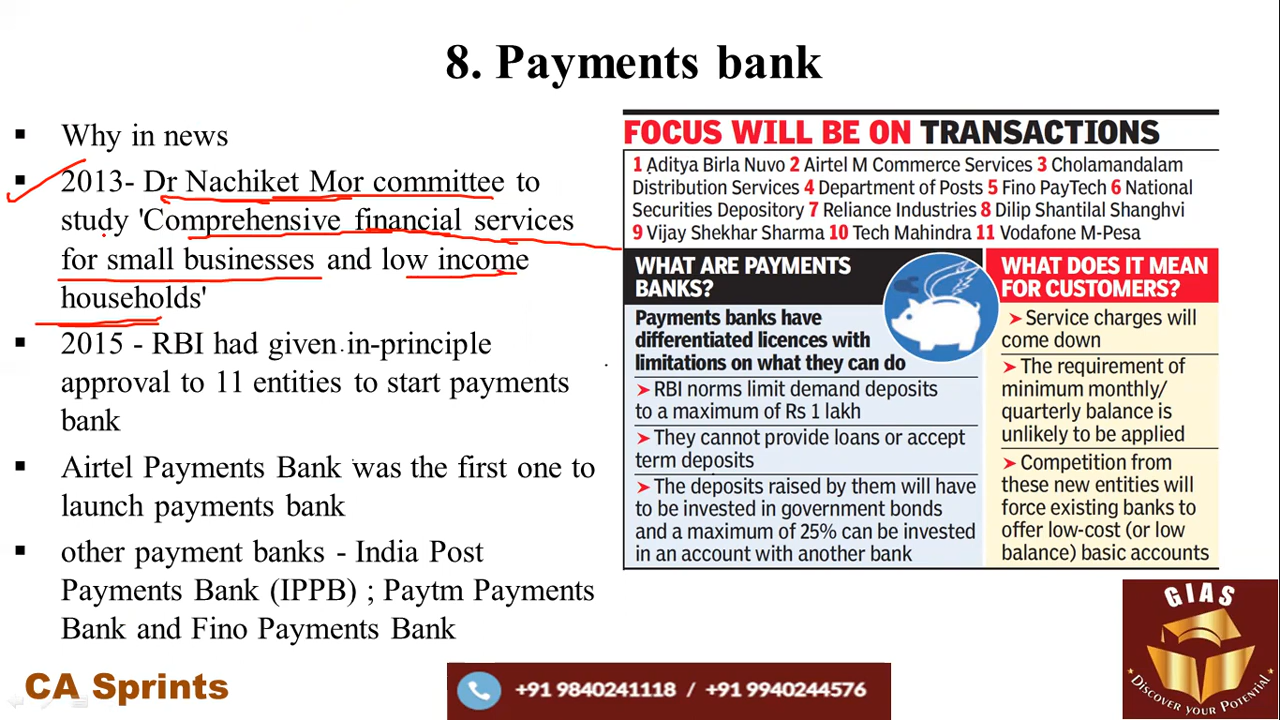 8. Payments bank
▪ Why in news
▪ 2013- Dr Nachiket Mor committee to
study 'Comprehensive financial services
for small businesses and low income
households'
▪ 2015 - RBI had given in-principle
approval to 11 entities to start payments
bank
▪ Airtel Payments Bank was the first one to
launch payments bank
▪ other payment banks - India Post
Payments Bank (IPPB) ; Paytm Payments
Bank and Fino Payments Bank
FOCUS WILL BE ON TRANSACTIONS
1 Aditya Birla Nuvo 2 Airtel M Commerce Services 3 Cholamandalam
Distribution Services 4 Department of Posts 5 Fino PayTech 6 National
Securities Depository 7 Reliance Industries 8 Dilip Shantilal Shanghvi
9 Vijay Shekhar Sharma 10 Tech Mahindra 11 Vodafone M-Pesa
WHAT ARE PAYMENTS
BANKS?
Payments banks have
differentiated licences with
limitations on what they can do
➤ RBI norms limit demand deposits
to a maximum of Rs 1 lakh
➤ They cannot provide loans or accept
term deposits
➤ The deposits raised by them will have
to be invested in government bonds
and a maximum of 25% can be invested
in an account with another bank
WHAT DOES IT MEAN
FOR CUSTOMERS?
➤ Service charges will
come down
➤ The requirement of
minimum monthly/
quarterly balance is
unlikely to be applied
➤ Competition from
these new entities will
force existing banks to
offer low-cost (or low
balance) basic accounts
CA Sprints
+91 9840241118 / +91 9940244576
GIAS
DISCOVER YOUR POTENTIAL